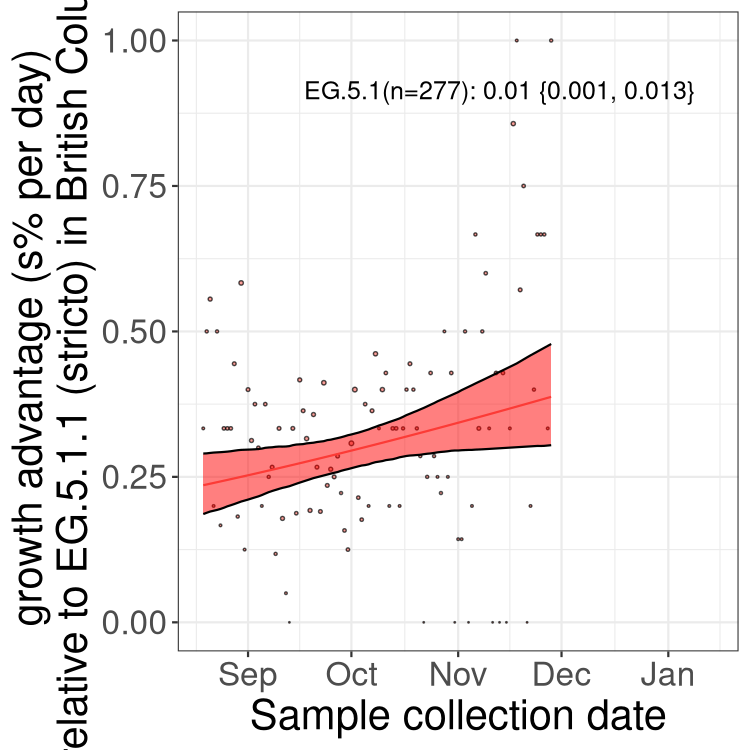 growth advantage (s% per day)
relative to EG.5.1.1 (stricto) in British Colu
1.00
0.75
0.50
0.25
0.00
EG.5.1(n=277): 0.01 {0.001, 0.013}
Sep Oct Nov Dec Jan
Sample collection date